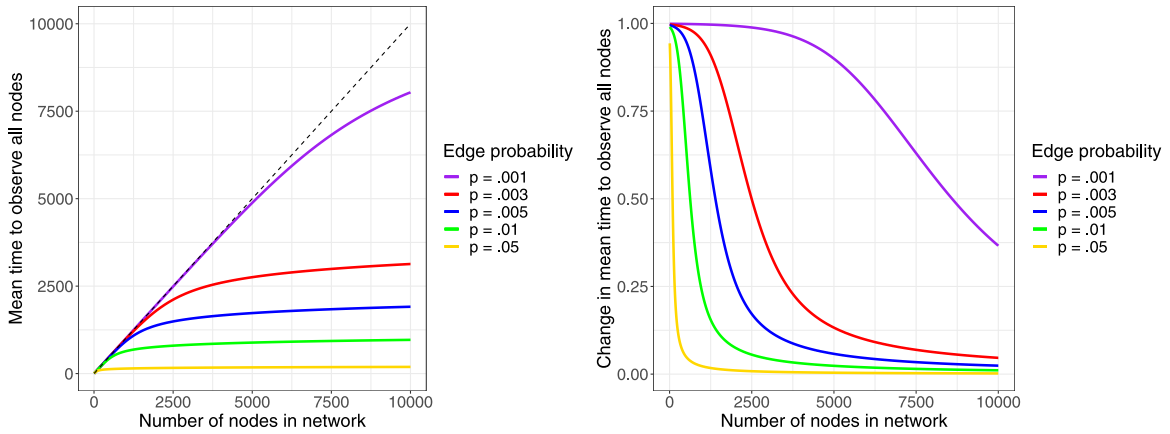 Mean time to observe all nodes
10000
7500
5000
2500
0
0 2500 5000 7500 10000
Number of nodes in network
Edge probability
p = .001
p = .003
p = .005
p = .01
p = .05
Change in mean time to observe all nodes
1.00
0.75
0.50
0.25
0.00
0 2500 5000 7500 10000
Number of nodes in network
Edge probability
p = .001
p = .003
p = .005
p = .01
p = .05